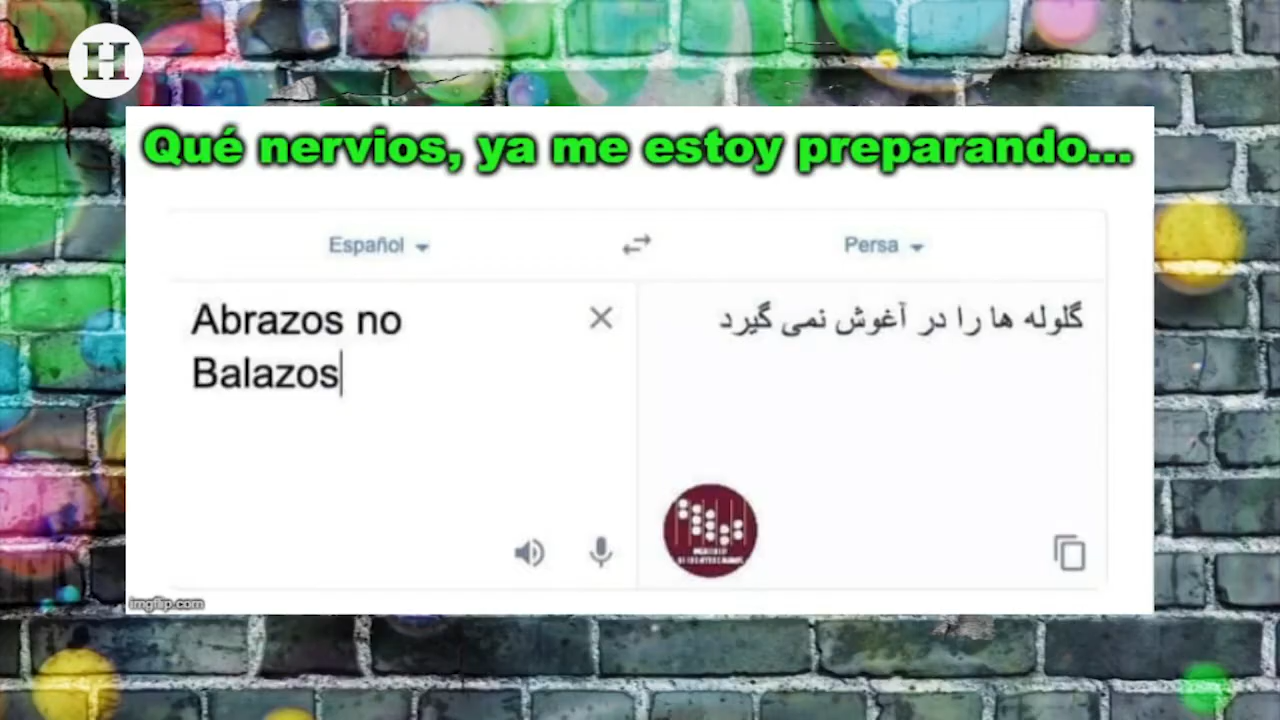 H
Qué nervios, ya me estoy preparando...
Español
Persa
Abrazos no
Balazos
گلوله ها را در آغوش نمی گیرد
imgflip.com